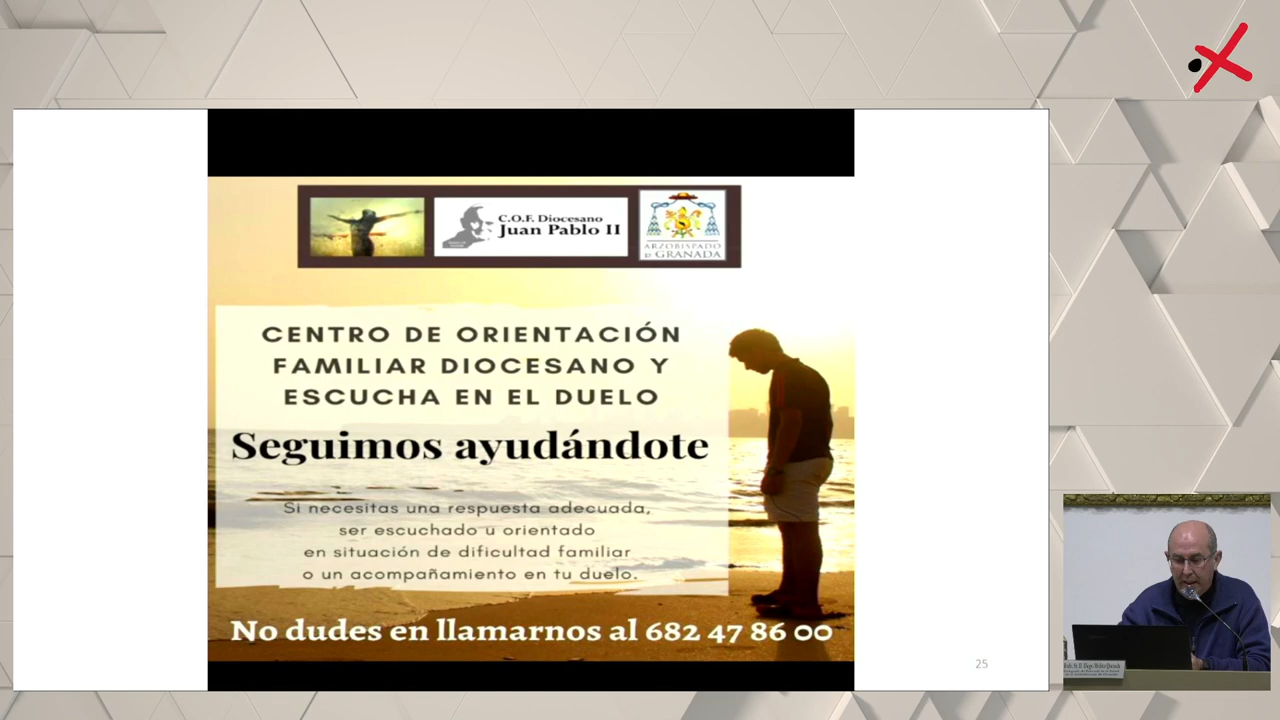 C.O.F. Diocesano
Juan Pablo II
ARZOBISPADO
D GRANADA
CENTRO DE ORIENTACIÓN
FAMILIAR DIOCESANO Y
ESCUCHA EN EL DUELO
Seguimos ayudándote
Si necesitas una respuesta adecuada,
ser escuchado u orientado
en situación de dificultad familiar
o un acompañamiento en tu duelo.
No dudes en llamarnos al 682 47 86 00
25